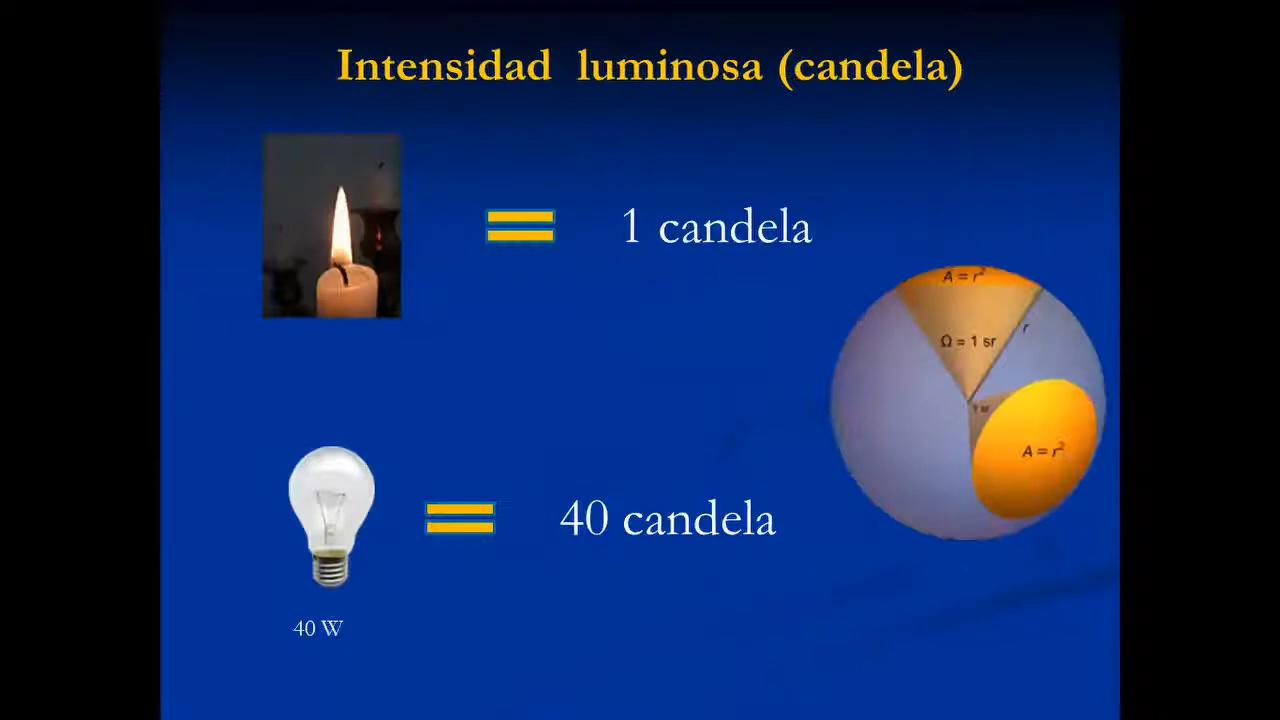 Intensidad luminosa (candela)
1 candela
A = r²
Ω = 1 sr
r
A = r²
40 candela
40 W